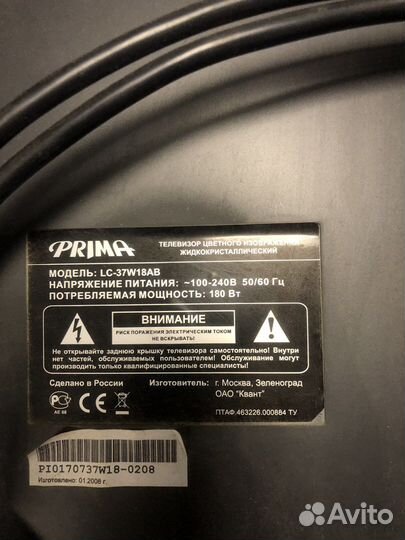 PRIMA
ТЕЛЕВИЗОР ЦВЕТНОГО ИЗОБРАЖЕНИЯ
ЖИДКОКРИСТАЛЛИЧЕСКИЙ
МОДЕЛЬ: LC-37W18AB
НАПРЯЖЕНИЕ ПИТАНИЯ: ~100-240В 50/60 Гц
ПОТРЕБЛЯЕМАЯ МОЩНОСТЬ: 180 Вт
ВНИМАНИЕ
РИСК ПОРАЖЕНИЯ ЭЛЕКТРИЧЕСКИМ ТОКОМ
НЕ ВСКРЫВАТЬ!
Не открывайте заднюю крышку телевизора самостоятельно! Внутри
нет частей, обслуживаемых пользователем. Обслуживание могут
производить только квалифицированные специалисты!
Сделано в России
Изготовитель: г. Москва, Зеленоград
ОАО "Квант"
АЕ 68
ПТАФ.463226.000884 ТУ
PI0170737W18-0208
Изготовлено: 01.2008 г.
Avito